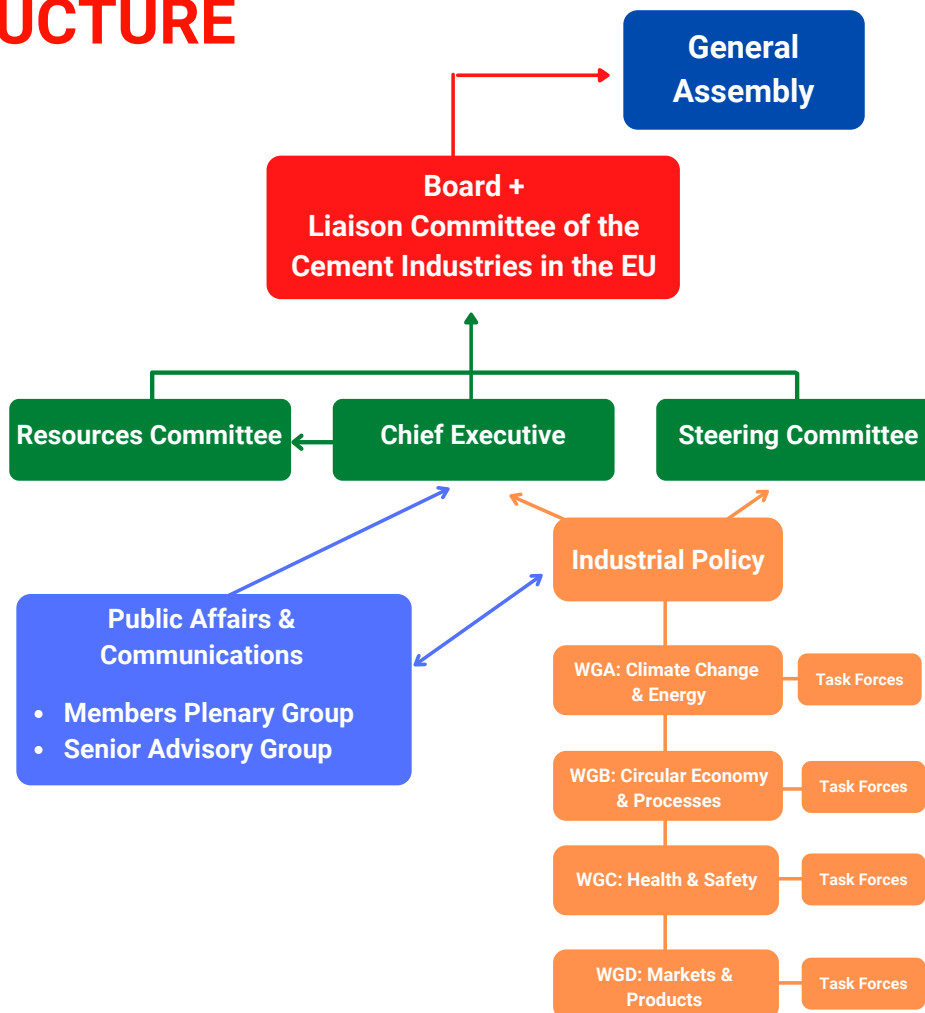 UCTURE
General
Assembly
Board +
Liaison Committee of the
Cement Industries in the EU
Resources Committee
Chief Executive
Steering Committee
Industrial Policy
Public Affairs &
Communications
• Members Plenary Group
• Senior Advisory Group
WGA: Climate Change
& Energy
Task Forces
WGB: Circular Economy
& Processes
Task Forces
WGC: Health & Safety
Task Forces
WGD: Markets &
Products
Task Forces